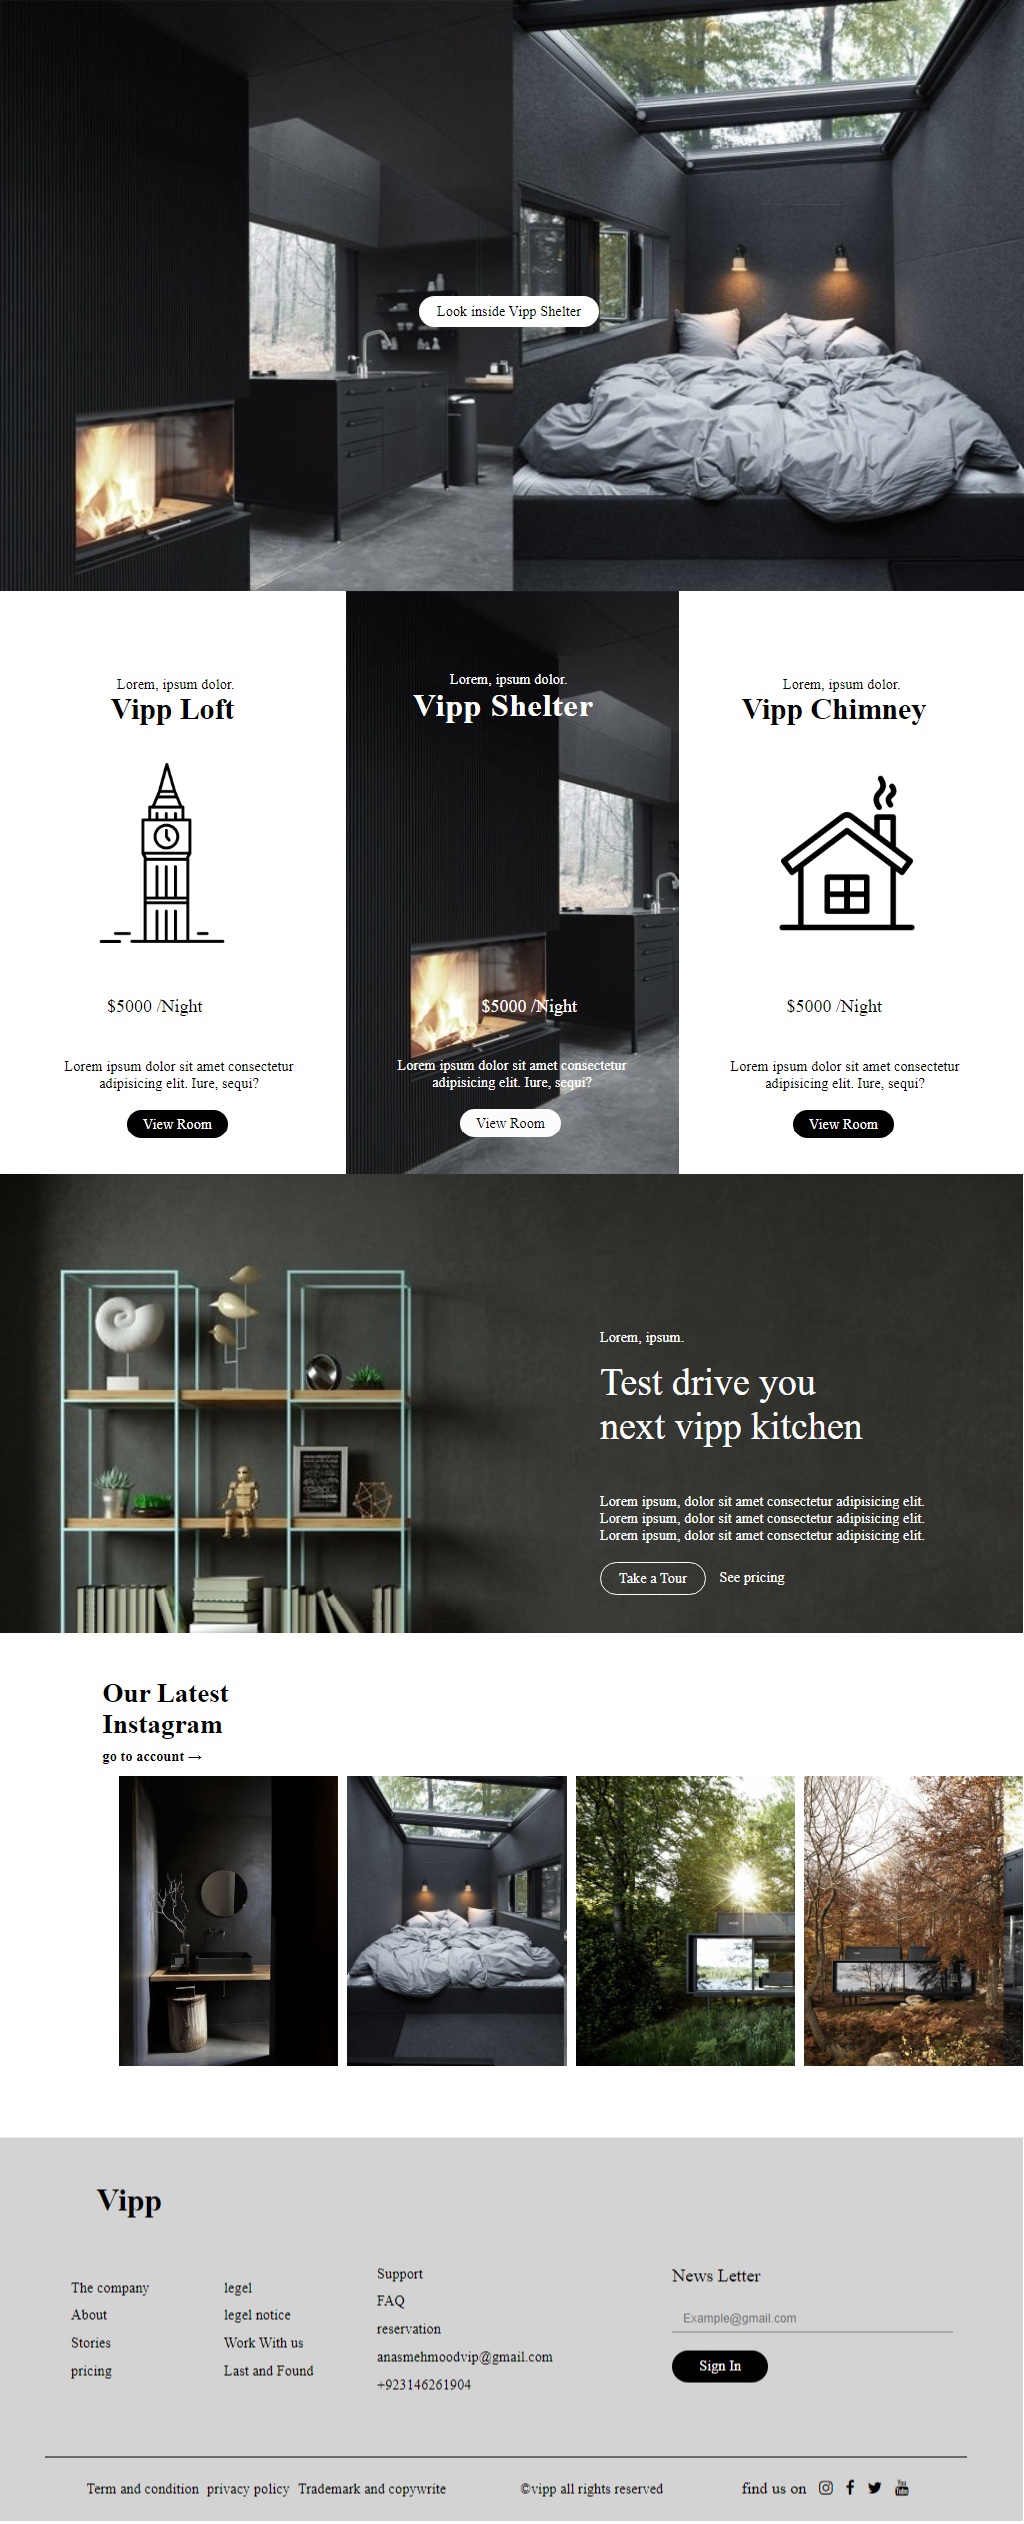 Look inside Vipp Shelter
Lorem, ipsum dolor.
Vipp Loft
$5000 /Night
Lorem ipsum dolor sit amet consectetur
adipisicing elit. Iure, sequi?
View Room
Lorem, ipsum dolor.
Vipp Shelter
$5000 /Night
Lorem ipsum dolor sit amet consectetur
adipisicing elit. Iure, sequi?
View Room
Lorem, ipsum dolor.
Vipp Chimney
$5000 /Night
Lorem ipsum dolor sit amet consectetur
adipisicing elit. Iure, sequi?
View Room
Lorem, ipsum.
Test drive you
next vipp kitchen
Lorem ipsum, dolor sit amet consectetur adipisicing elit.
Lorem ipsum, dolor sit amet consectetur adipisicing elit.
Lorem ipsum, dolor sit amet consectetur adipisicing elit.
Take a Tour See pricing
Our Latest
Instagram
go to account →
Vipp
The company
About
Stories
pricing
legel
legel notice
Work With us
Last and Found
Support
FAQ
reservation
anasmehmoodvip@gmail.com
+923146261904
News Letter
Example@gmail.com
Sign In
Term and condition privacy policy Trademark and copywrite
©vipp all rights reserved
find us on